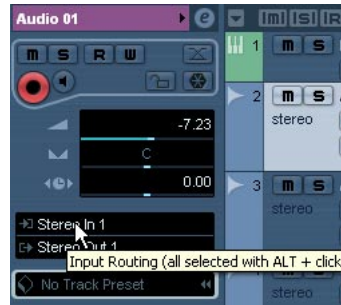 Audio 01
e
m S R W
-7.23
C
0.00
Stereo In 1
Stereo Out 1
Input Routing (all selected with ALT + click
No Track Preset
m S R
1 m S
2 m S
stereo
3 m S
stereo
stereo